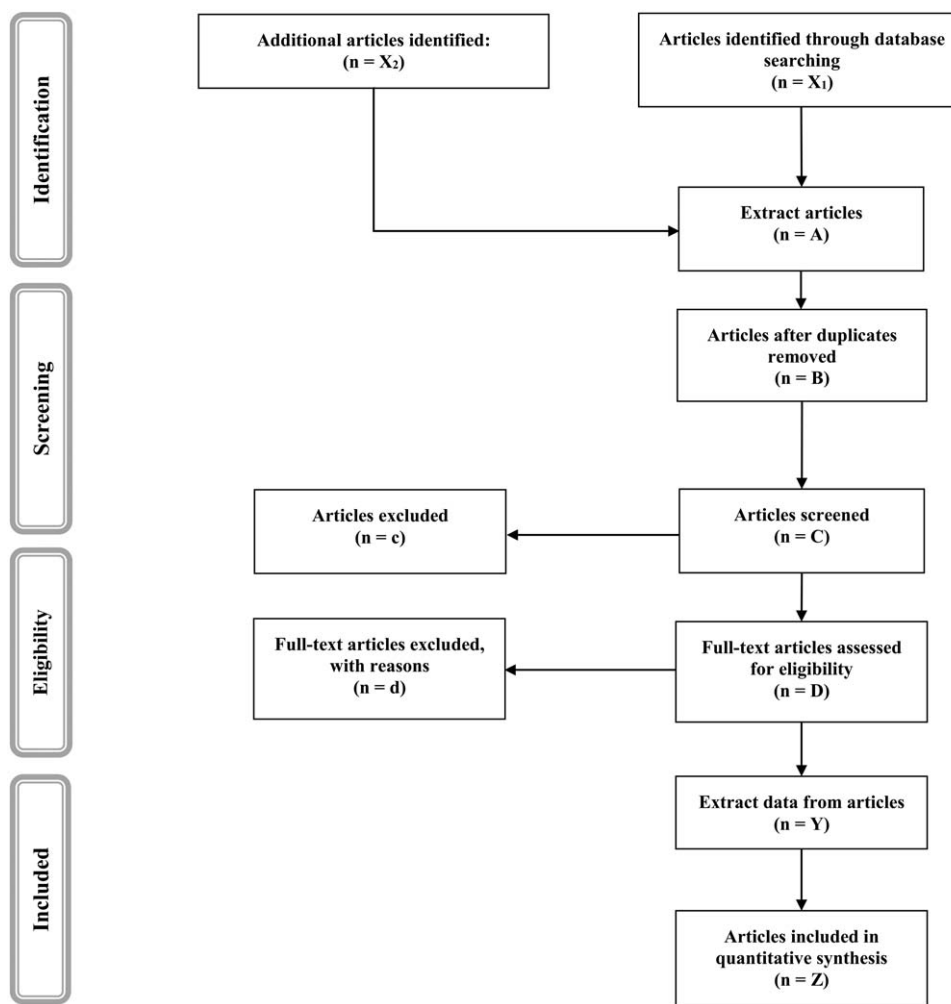 Identification
Additional articles identified:
(n = X₂)
Articles identified through database
searching
(n = X₁)
Extract articles
(n = A)
Screening
Articles after duplicates
removed
(n = B)
Articles excluded
(n = c)
Articles screened
(n = C)
Eligibility
Full-text articles excluded,
with reasons
(n = d)
Full-text articles assessed
for eligibility
(n = D)
Included
Extract data from articles
(n = Y)
Articles included in
quantitative synthesis
(n = Z)